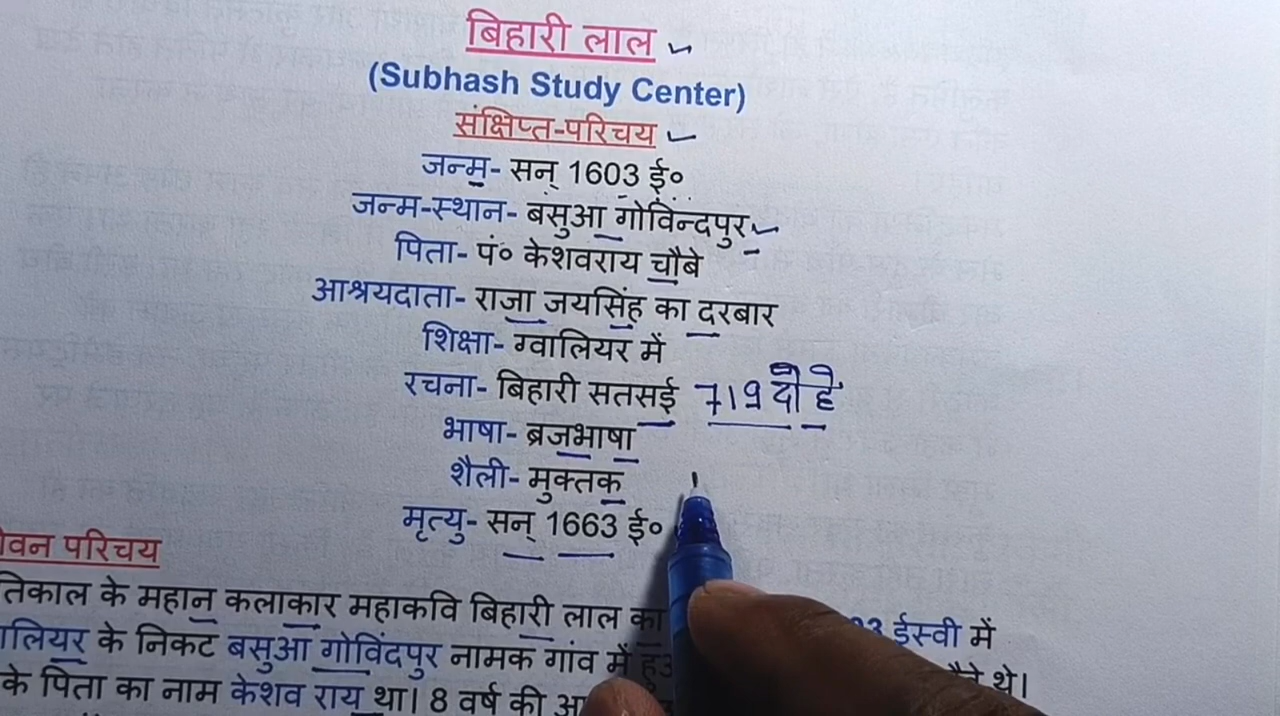 बिहारी लाल
(Subhash Study Center)
संक्षिप्त-परिचय
जन्म- सन् 1603 ई०
जन्म-स्थान- बसुआ गोविन्दपुर
पिता- पं० केशवराय चौबे
आश्रयदाता- राजा जयसिंह का दरबार
शिक्षा- ग्वालियर में
रचना- बिहारी सतसई 719 दोहे
भाषा- ब्रजभाषा
शैली- मुक्तक
मृत्यु- सन् 1663 ई०
वन परिचय
तिकाल के महान कलाकार महाकवि बिहारी लाल का ईस्वी में
लियर के निकट बसुआ गोविंदपुर नामक गांव में थे।
के पिता का नाम केशव राय था। 8 वर्ष की